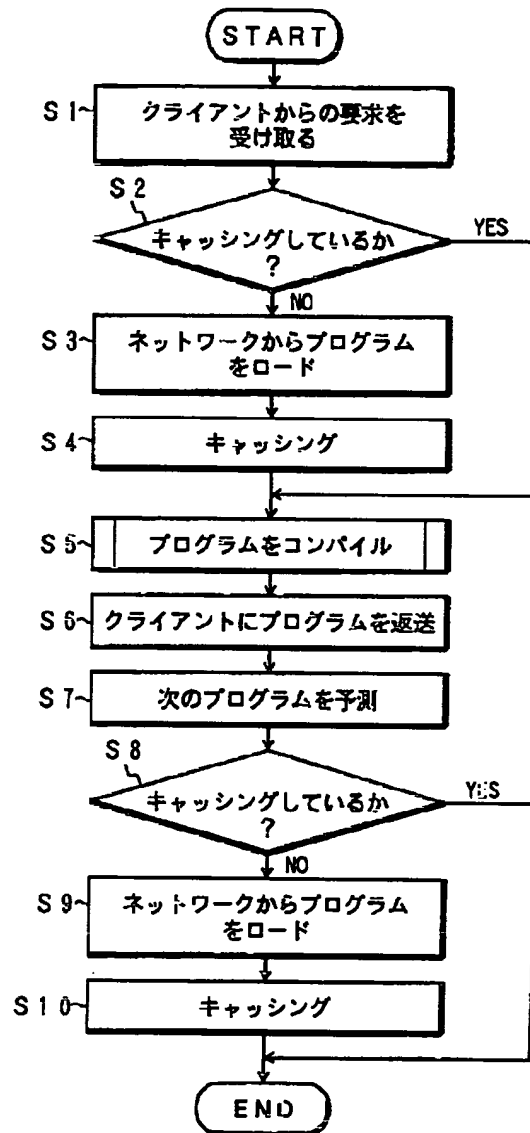 START
S1
クライアントからの要求を
受け取る
S2
キャッシングしているか
?
YES
NO
S3
ネットワークからプログラム
をロード
S4
キャッシング
S5
プログラムをコンパイル
S6
クライアントにプログラムを返送
S7
次のプログラムを予測
S8
キャッシングしているか
?
YES
NO
S9
ネットワークからプログラム
をロード
S10
キャッシング
END